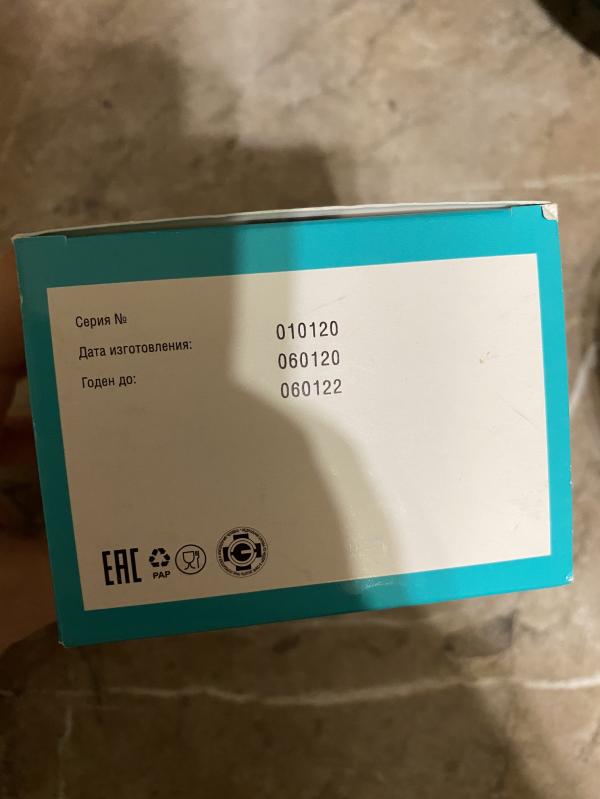 Серия № 010120
Дата изготовления: 060120
Годен до: 060122
ЕАС
PAP